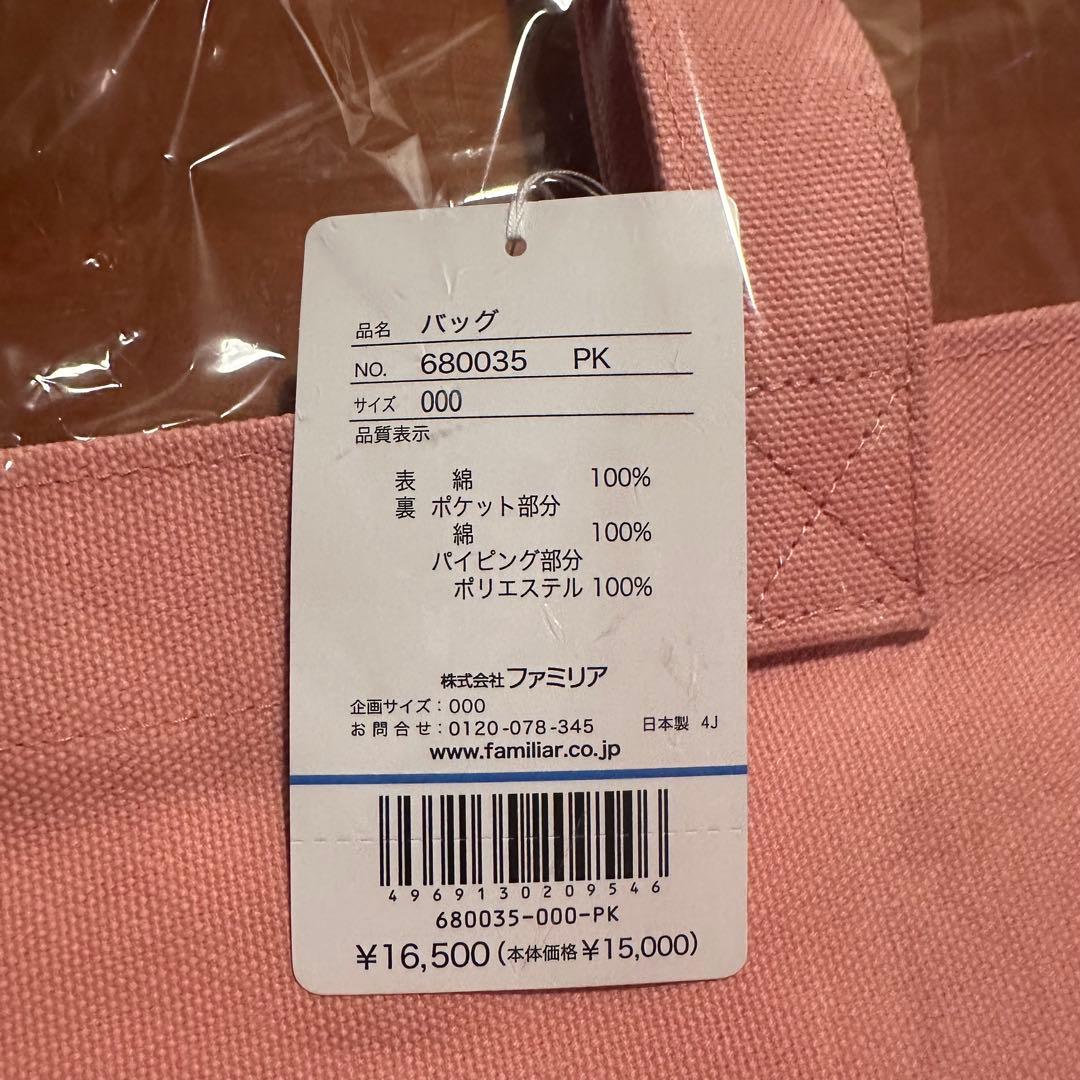 品名 バッグ
NO. 680035 PK
サイズ 000
品質表示
表 綿 100%
裏 ポケット部分
綿 100%
パイピング部分
ポリエステル 100%
株式会社ファミリア
企画サイズ：000
お問合せ：0120-078-345 日本製 4J
www.familiar.co.jp
4969130209546
680035-000-PK
¥16,500(本体価格¥15,000)